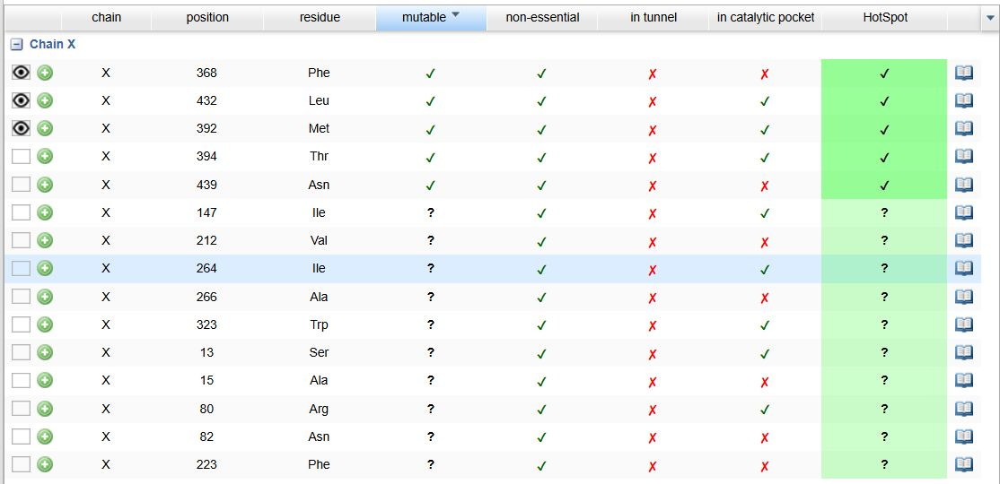 chain position residue mutable non-essential in tunnel in catalytic pocket HotSpot
Chain X
X 368 Phe ✓ ✓ ✗ ✗ ✓
X 432 Leu ✓ ✓ ✗ ✓ ✓
X 392 Met ✓ ✓ ✗ ✓ ✓
X 394 Thr ✓ ✓ ✗ ✓ ✓
X 439 Asn ✓ ✓ ✗ ✗ ✓
X 147 Ile ? ✓ ✗ ✓ ?
X 212 Val ? ✓ ✗ ✗ ?
X 264 Ile ? ✓ ✗ ✓ ?
X 266 Ala ? ✓ ✗ ✗ ?
X 323 Trp ? ✓ ✗ ✓ ?
X 13 Ser ? ✓ ✗ ✓ ?
X 15 Ala ? ✓ ✗ ✗ ?
X 80 Arg ? ✓ ✗ ✓ ?
X 82 Asn ? ✓ ✗ ✗ ?
X 223 Phe ? ✓ ✗ ✗ ?